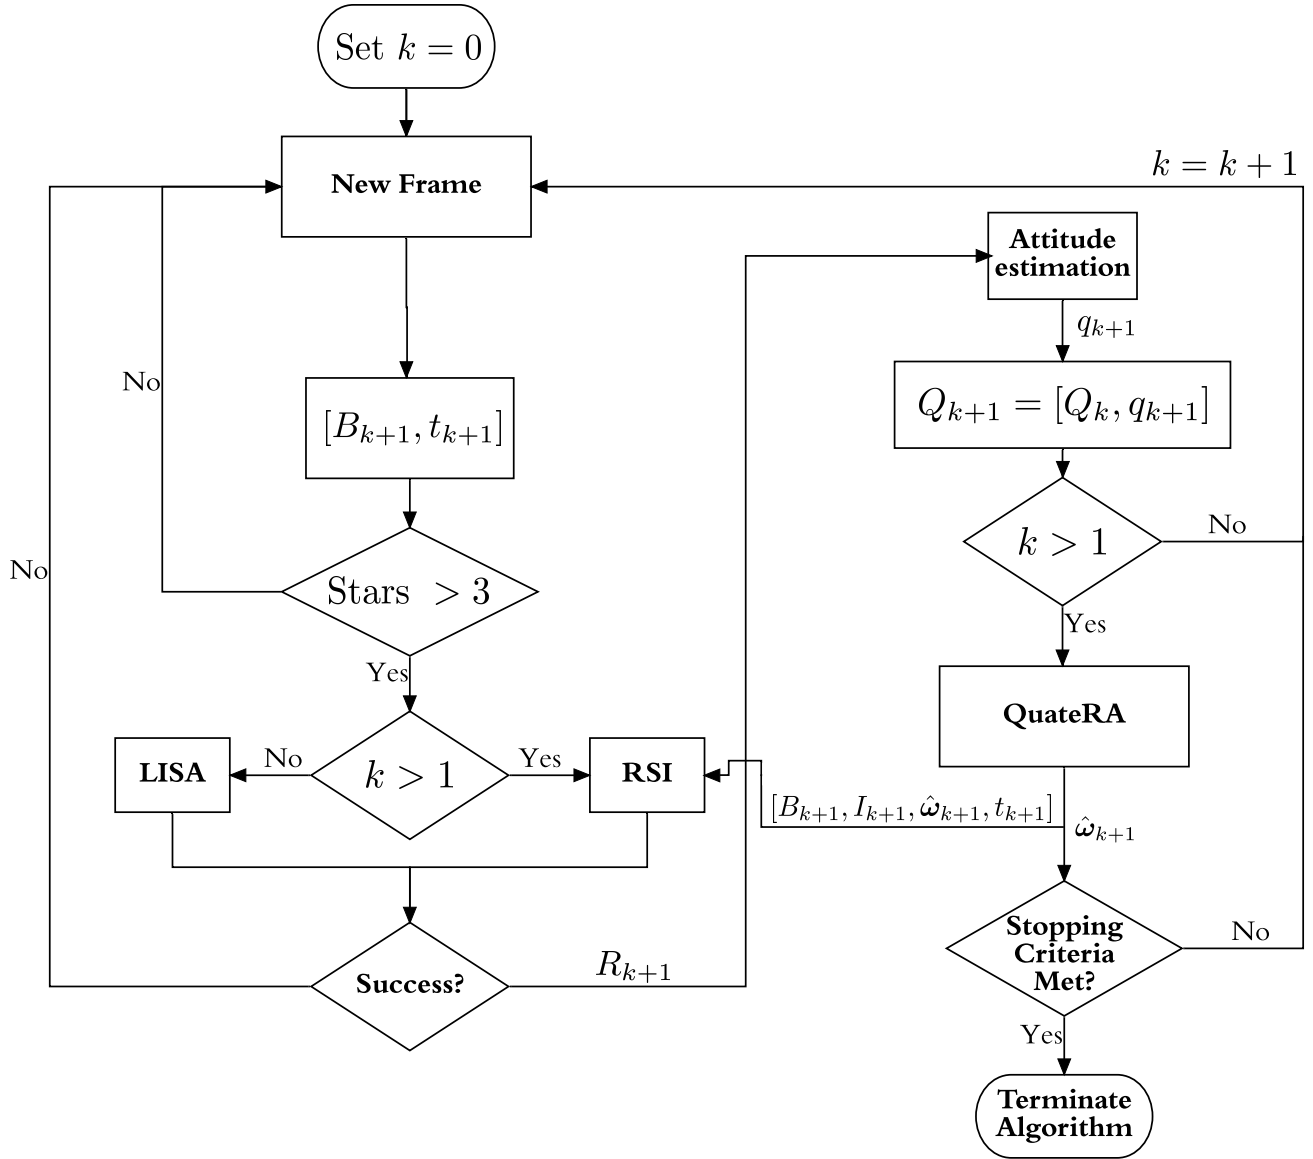 Set k = 0
New Frame
k = k + 1
Attitude
estimation
q_{k+1}
No
[B_{k+1}, t_{k+1}]
Q_{k+1} = [Q_k, q_{k+1}]
k > 1
No
Yes
Stars > 3
No
Yes
QuateRA
LISA
No
k > 1
Yes
RSI
[B_{k+1}, I_{k+1}, \hat{ω}_{k+1}, t_{k+1}]
\hat{ω}_{k+1}
Success?
R_{k+1}
Stopping
Criteria
Met?
No
Yes
Terminate
Algorithm